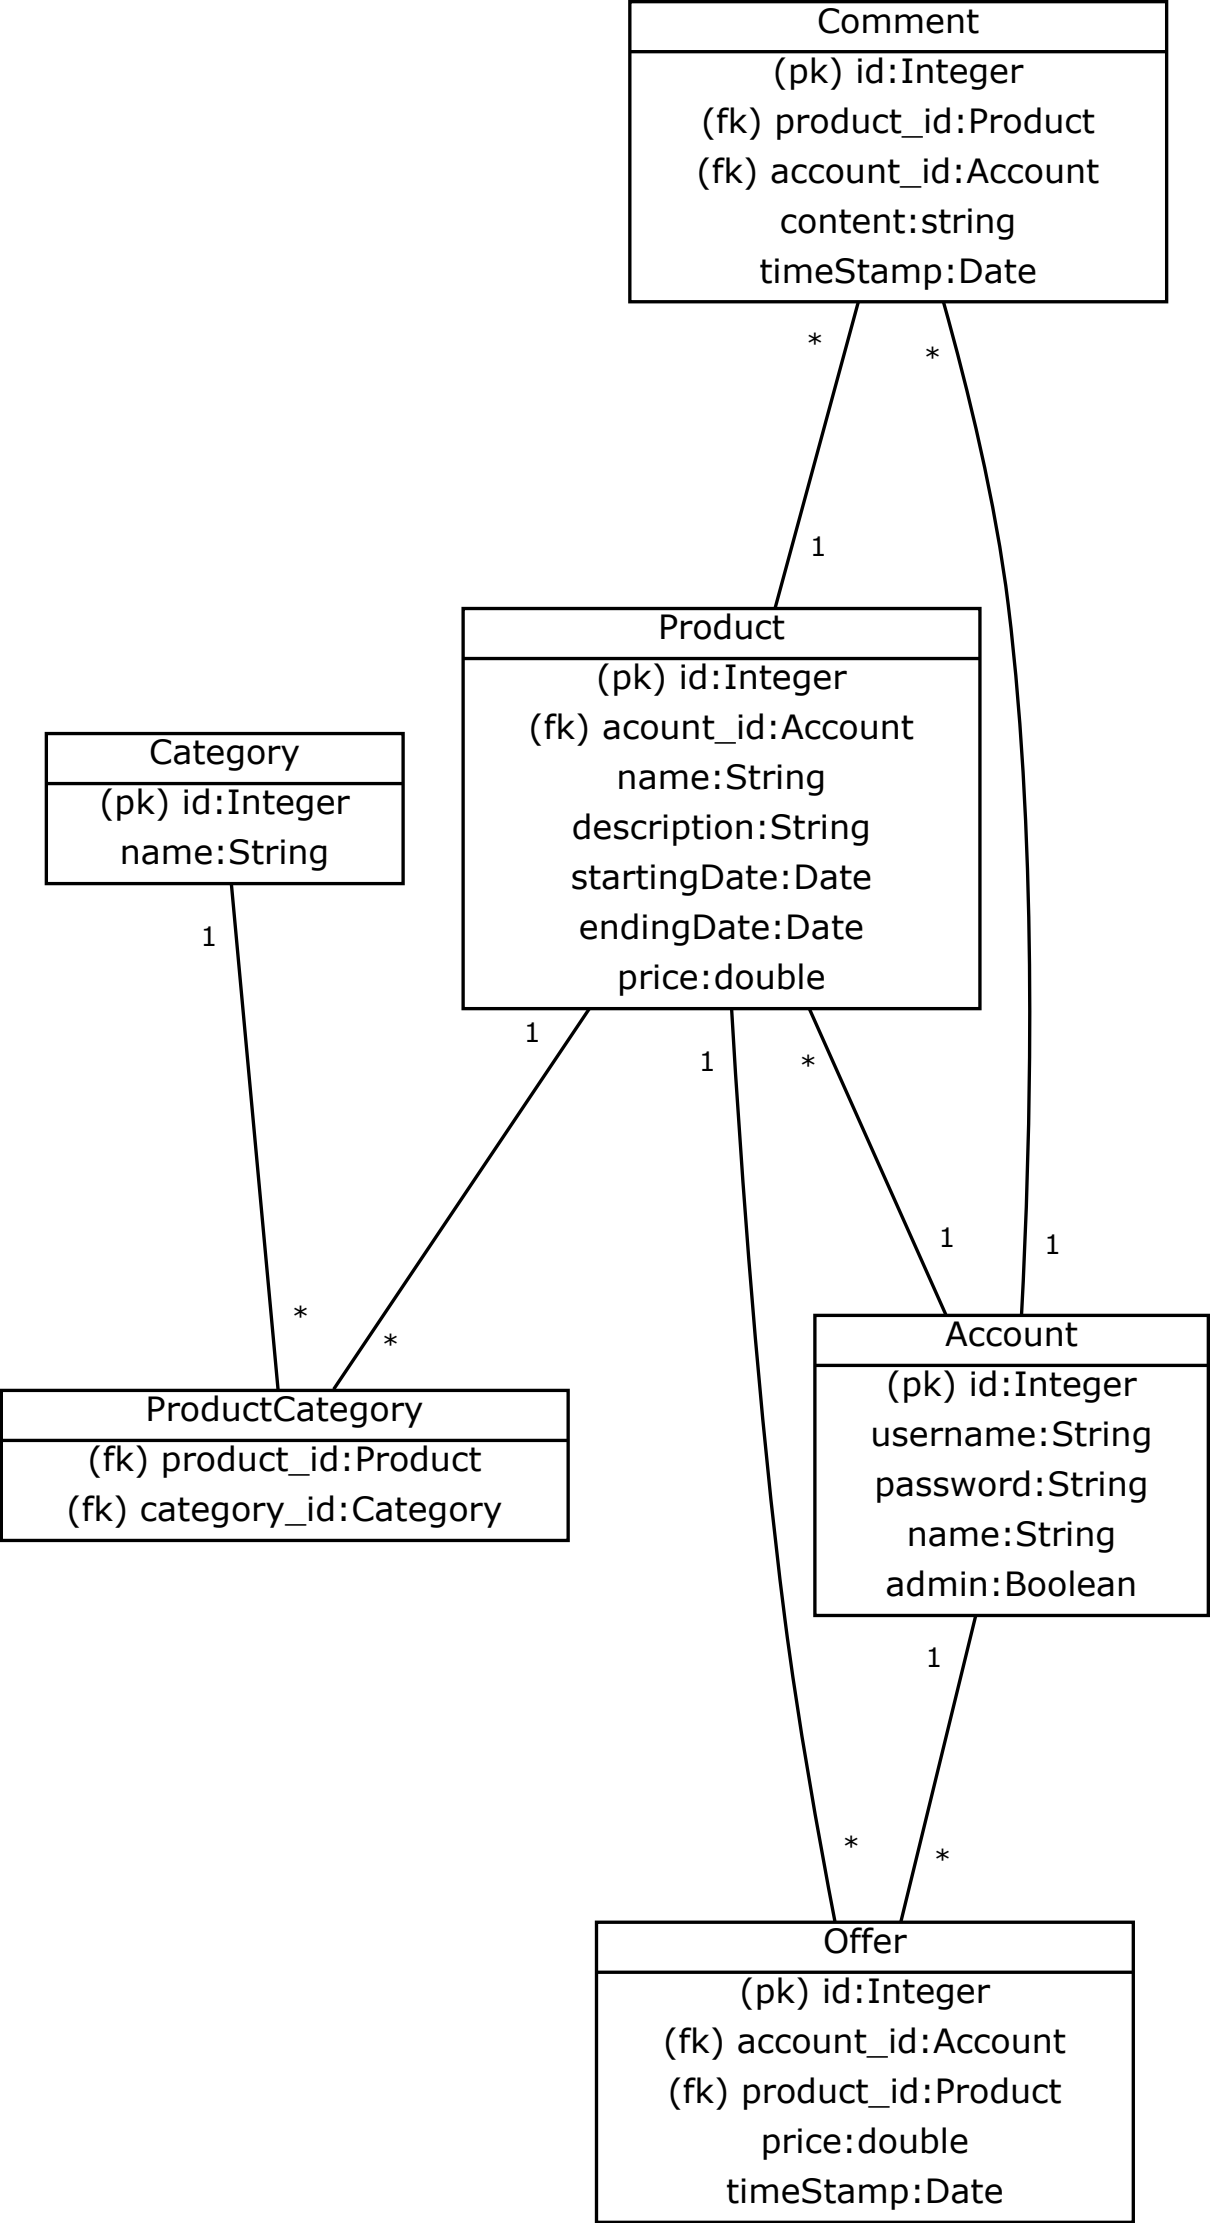 Comment
(pk) id:Integer
(fk) product_id:Product
(fk) account_id:Account
content:string
timeStamp:Date
*
*
1
Product
(pk) id:Integer
(fk) acount_id:Account
name:String
description:String
startingDate:Date
endingDate:Date
price:double
Category
(pk) id:Integer
name:String
1
1
1
*
1
1
*
*
ProductCategory
(fk) product_id:Product
(fk) category_id:Category
Account
(pk) id:Integer
username:String
password:String
name:String
admin:Boolean
1
*
*
Offer
(pk) id:Integer
(fk) account_id:Account
(fk) product_id:Product
price:double
timeStamp:Date